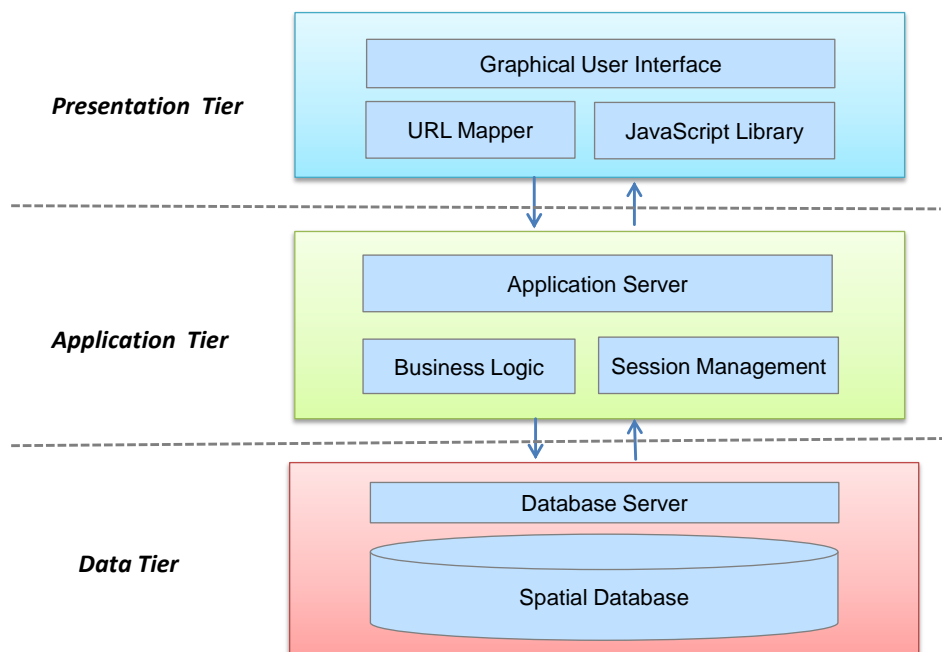 Graphical User Interface
Presentation Tier
URL Mapper
JavaScript Library
Application Server
Application Tier
Business Logic
Session Management
Database Server
Data Tier
Spatial Database